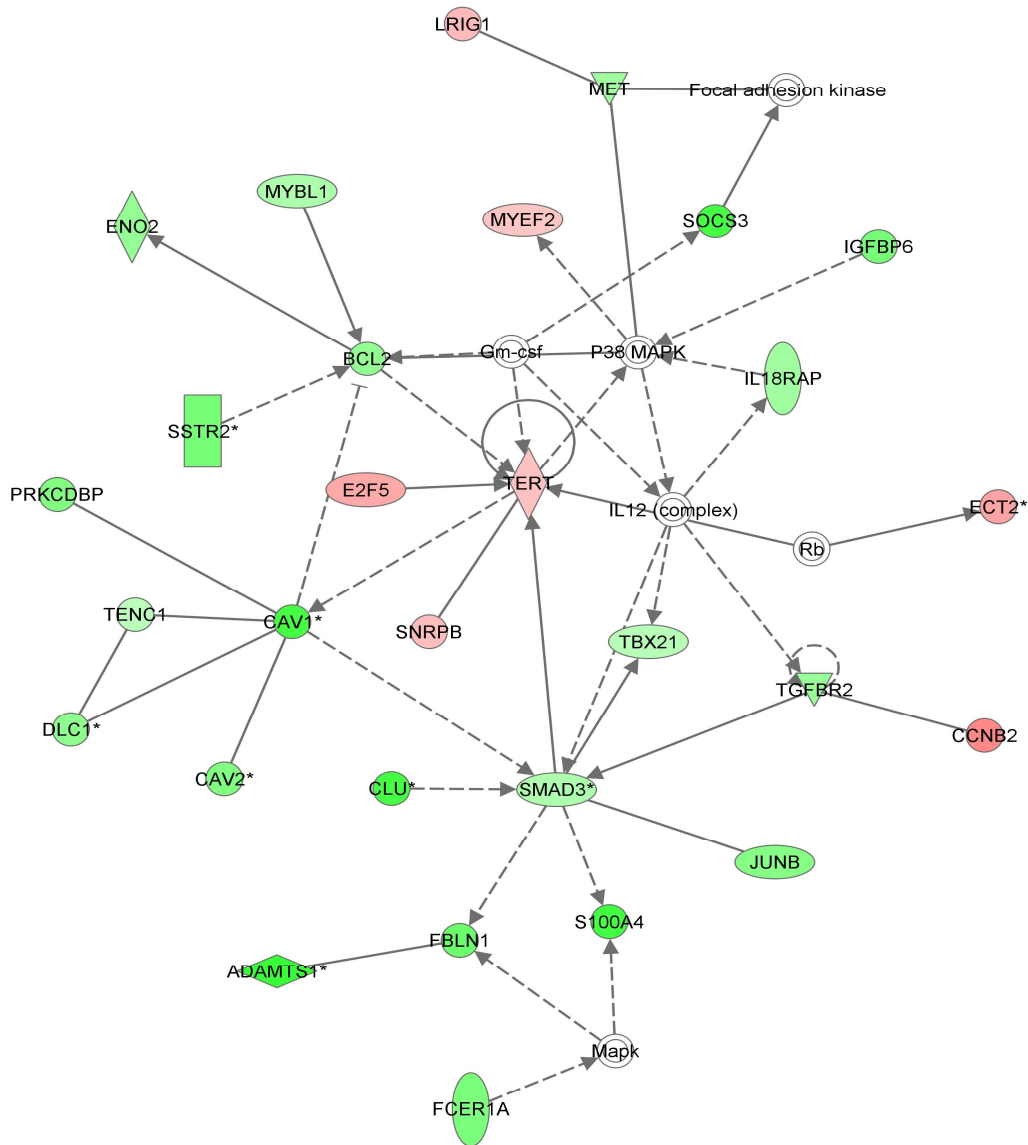 LRIG1
MET
Focal adhesion kinase
MYBL1
MYEF2
SOCS3
ENO2
IGFBP6
BCL2
Gm-csf
P38 MAPK
IL18RAP
SSTR2*
TERT
PRKCDBP
E2F5
IL12 (complex)
ECT2*
Rb
TENC1
CAV1*
SNRPB
TBX21
TGFBR2
DLC1*
CCNB2
CAV2*
CLU*
SMAD3*
JUNB
S100A4
FBLN1
ADAMTS1*
Mapk
FCER1A